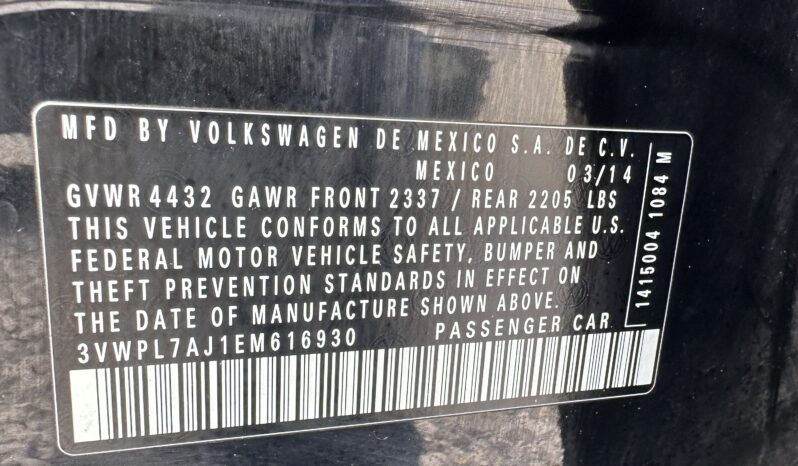 MFD BY VOLKSWAGEN DE MEXICO S.A. DE C.V.
MEXICO 03/14
GVWR 4432 GAWR FRONT 2337 / REAR 2205 LBS
THIS VEHICLE CONFORMS TO ALL APPLICABLE U.S.
FEDERAL MOTOR VEHICLE SAFETY, BUMPER AND
THEFT PREVENTION STANDARDS IN EFFECT ON
THE DATE OF MANUFACTURE SHOWN ABOVE.
3VWPL7AJ1EM616930 PASSENGER CAR
1415004 1084 M